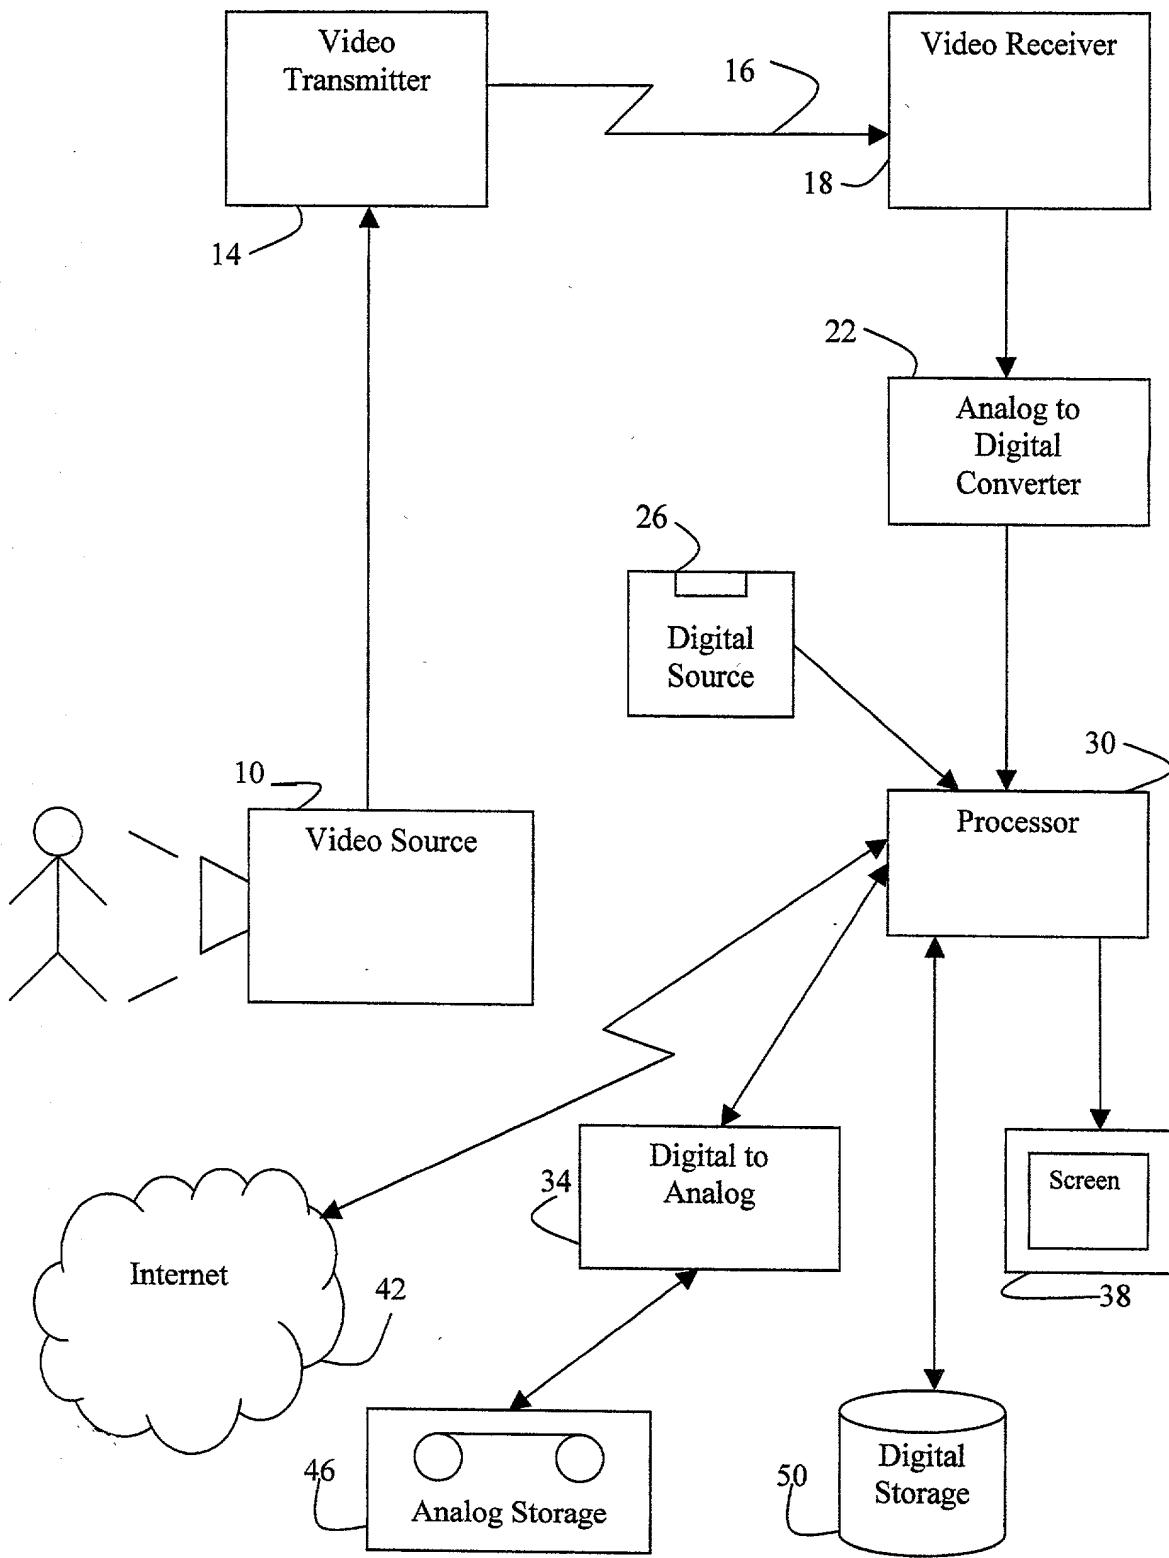 Video
Transmitter
14
16
Video Receiver
18
22
Analog to
Digital
Converter
26
Digital
Source
10
Video Source
30
Processor
Internet
42
34
Digital to
Analog
Screen
38
46
Analog Storage
50
Digital
Storage